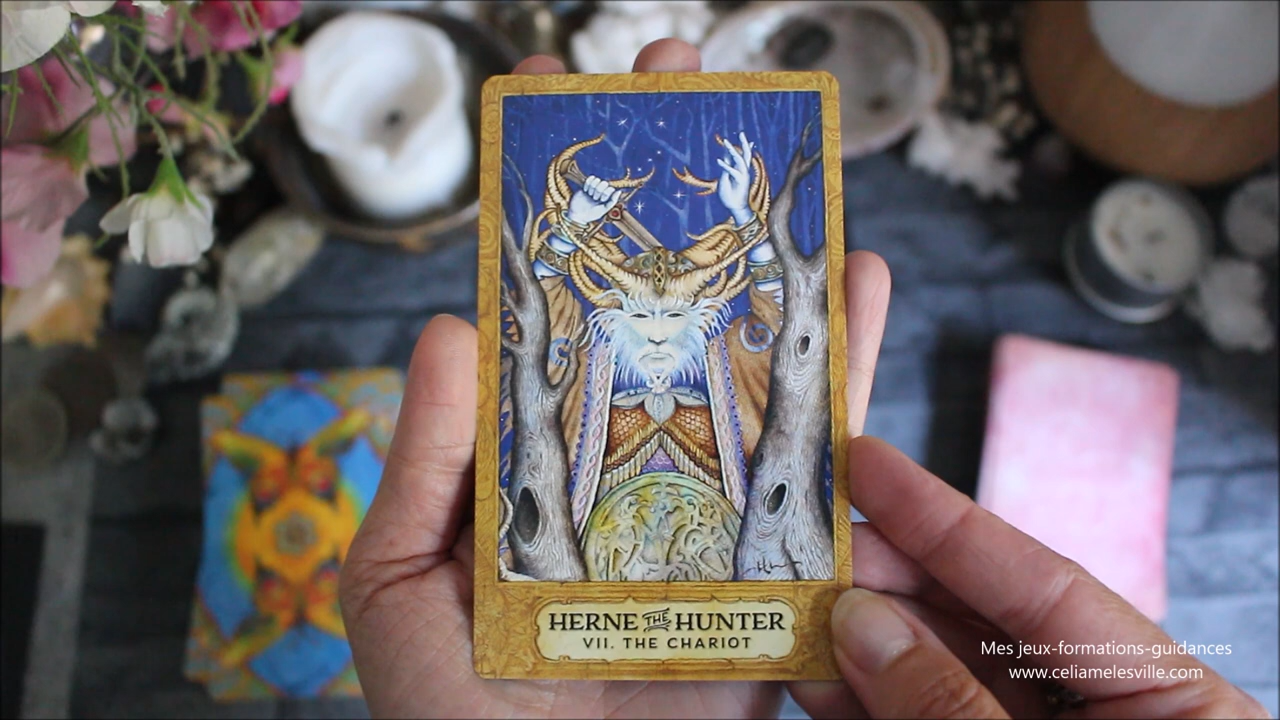 HERNE THE HUNTER
VII. THE CHARIOT
Mes jeux-formations-guidances
www.celiamelesville.com